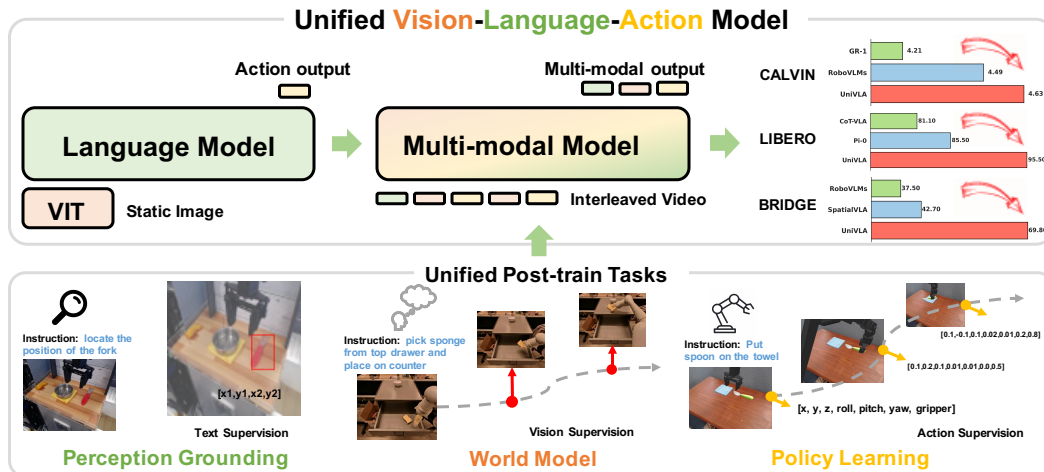 Unified Vision-Language-Action Model
Action output
Language Model
VIT
Static Image
Multi-modal output
Multi-modal Model
Interleaved Video
CALVIN
GR-1
4.21
RoboVLMs
4.49
UniVLA
4.63
LIBERO
CoT-VLA
81.10
Pi-0
85.50
UniVLA
95.50
BRIDGE
RoboVLMs
37.50
SpatialVLA
42.70
UniVLA
69.80
Unified Post-train Tasks
Instruction: locate the
position of the fork
[x1,y1,x2,y2]
Text Supervision
Perception Grounding
Instruction: pick sponge
from top drawer and
place on counter
Vision Supervision
World Model
Instruction: Put
spoon on the towel
[0.1,-0.1,0.1,0.02,0.01,0.2,0.8]
[0.1,0.2,0.1,0.01,0.01,0.0,0.5]
[x, y, z, roll, pitch, yaw, gripper]
Action Supervision
Policy Learning